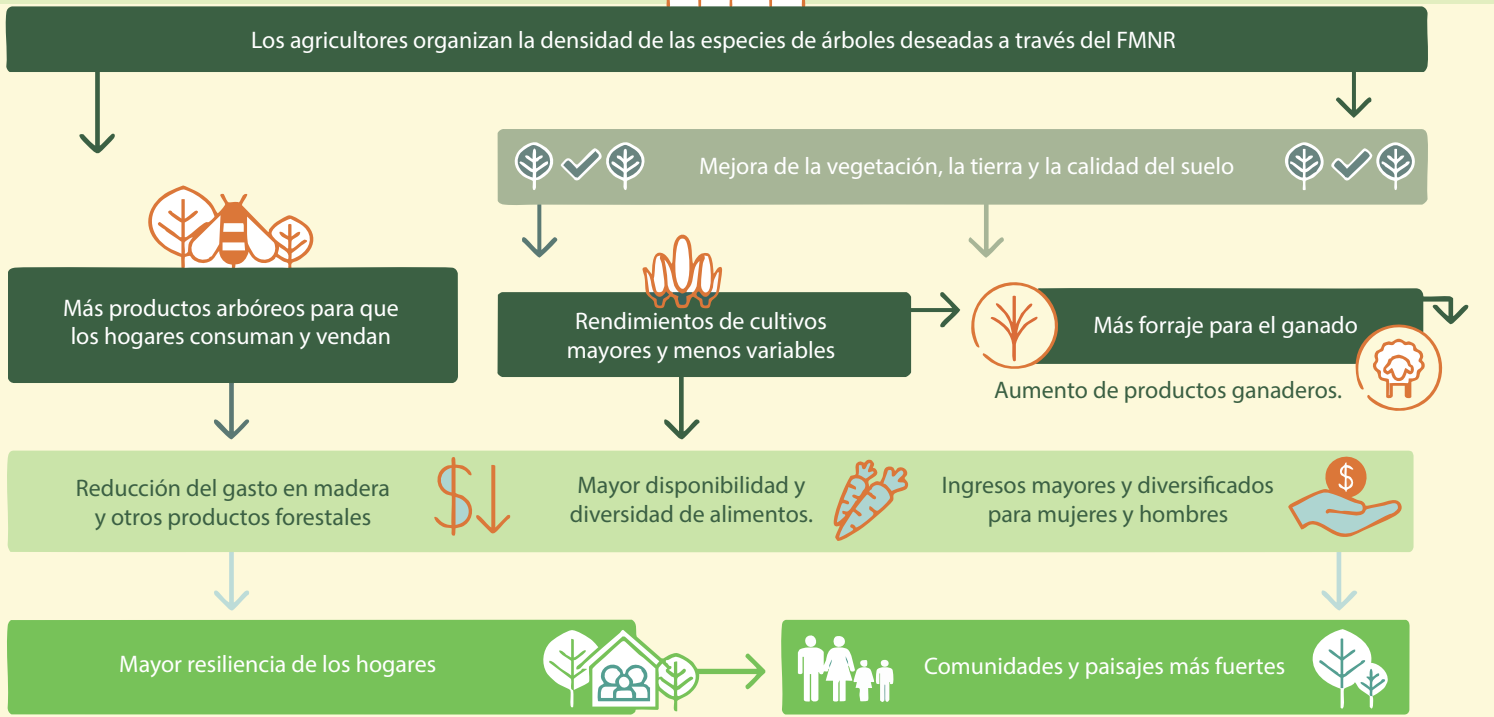 Los agricultores organizan la densidad de las especies de árboles deseadas a través del FMNR
Mejora de la vegetación, la tierra y la calidad del suelo
Más productos arbóreos para que
los hogares consuman y vendan
Rendimientos de cultivos
mayores y menos variables
Más forraje para el ganado
Aumento de productos ganaderos.
Reducción del gasto en madera
y otros productos forestales
$
Mayor disponibilidad y
diversidad de alimentos.
Ingresos mayores y diversificados
para mujeres y hombres
$
Mayor resiliencia de los hogares
Comunidades y paisajes más fuertes